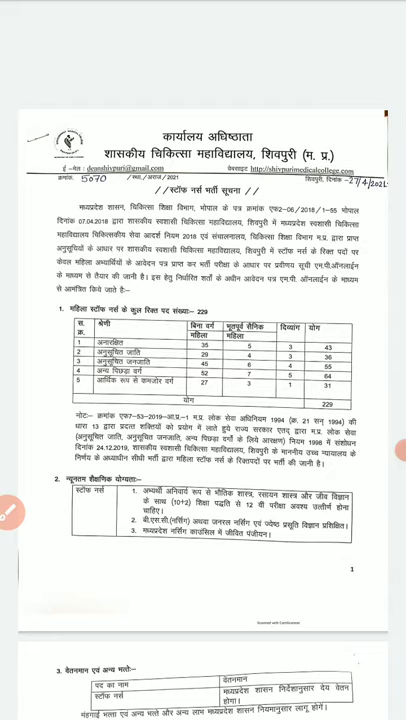 कार्यालय अधिष्ठाता
शासकीय चिकित्सा महाविद्यालय, शिवपुरी (म. प्र.)
ई –मेल : deanshivpuri@gmail.com वेबसाइट http://shivpurimedicalcollege.com
क्रमांक. 5070 /स्था./अराज/2021 शिवपुरी, दिनांक -27/4/2021
//स्टॉफ नर्स भर्ती सूचना //
मध्यप्रदेश शासन, चिकित्सा शिक्षा विभाग, भोपाल के पत्र क्रमांक एफ2–06/2018/1–55 भोपाल
दिनांक 07.04.2018 द्वारा शासकीय स्वशासी चिकित्सा महाविद्यालय, शिवपुरी में मध्यप्रदेश स्वशासी चिकित्सा
महाविद्यालय चिकित्सकीय सेवा आदर्श नियम 2018 एवं संचालनालय, चिकित्सा शिक्षा विभाग म.प्र. द्वारा प्राप्त
अनुसूचियों के आधार पर शासकीय स्वशासी चिकित्सा महाविद्यालय, शिवपुरी में स्टॉफ नर्स के रिक्त पदों पर
केवल महिला अभ्यार्थियों के आवेदन पत्र प्राप्त कर भर्ती परीक्षा के आधार पर प्रवीणय सूची एम.पी.ऑनलाईन
के माध्यम से तैयार की जानी है। इस हेतु निर्धारित शर्तो के अधीन आवेदन पत्र एम.पी. ऑनलाईन के माध्यम
से आमंत्रित किये जाते है:–
1. महिला स्टॉफ नर्स के कुल रिक्त पद संख्याः– 229
स. क्र. श्रेणी बिना वर्ग भूतपूर्व सैनिक दिव्यांग योग
महिला महिला
1 अनारक्षित 35 5 3 43
2 अनुसूचित जाति 29 4 3 36
3 अनुसूचित जनजाति 45 6 4 55
4 अन्य पिछड़ा वर्ग 52 7 5 64
5 आर्थिक रूप से कमजोर वर्ग 27 3 1 31
योग 229
नोटः– क्रमांक एफ7–53–2019–आ.प्र.–1 म.प्र. लोक सेवा अधिनियम 1994 (क्र. 21 सन् 1994) की
धारा 13 द्वारा प्रदत्त शक्तियों को प्रयोग में लाते हुये राज्य सरकार एतद् द्वारा म.प्र. लोक सेवा
(अनुसूचित जाति, अनुसूचित जनजाति, अन्य पिछड़ा वर्गो के लिये आरक्षण) नियम 1998 में संशोधन
दिनांक 24.12.2019, शासकीय स्वशासी चिकित्सा महाविद्यालय, शिवपुरी के माननीय उच्च न्यायालय के
निर्णय के अध्याधीन सीधी भर्ती द्वारा महिला स्टॉफ नर्स के रिक्तपदों पर भर्ती की जानी है।
2. न्यूनतम शैक्षणिक योग्यताः–
स्टॉफ नर्स 1. अभ्यर्थी अनिवार्य रूप से भौतिक शास्त्र, रसायन शास्त्र और जीव विज्ञान
के साथ (10+2) शिक्षा पद्धति से 12 वीं परीक्षा अवश्य उत्तीर्ण होना
चाहिए।
2. बी.एस.सी.(नर्सिंग) अथवा जनरल नर्सिंग एवं ज्येष्ठ प्रसूति विज्ञान प्रशिक्षित।
3. मध्यप्रदेश नर्सिंग काउंसिल में जीवित पंजीयन।
1
Scanned with CamScanner
3. वेतनमान एवं अन्य भत्तेः–
पद का नाम वेतनमान
स्टॉफ नर्स मध्यप्रदेश शासन निर्देशानुसार देय वेतन
होगा।
मंहगाई भत्ता एवं अन्य भत्ते और अन्य लाभ मध्यप्रदेश शासन नियमानुसार लागू होगें।